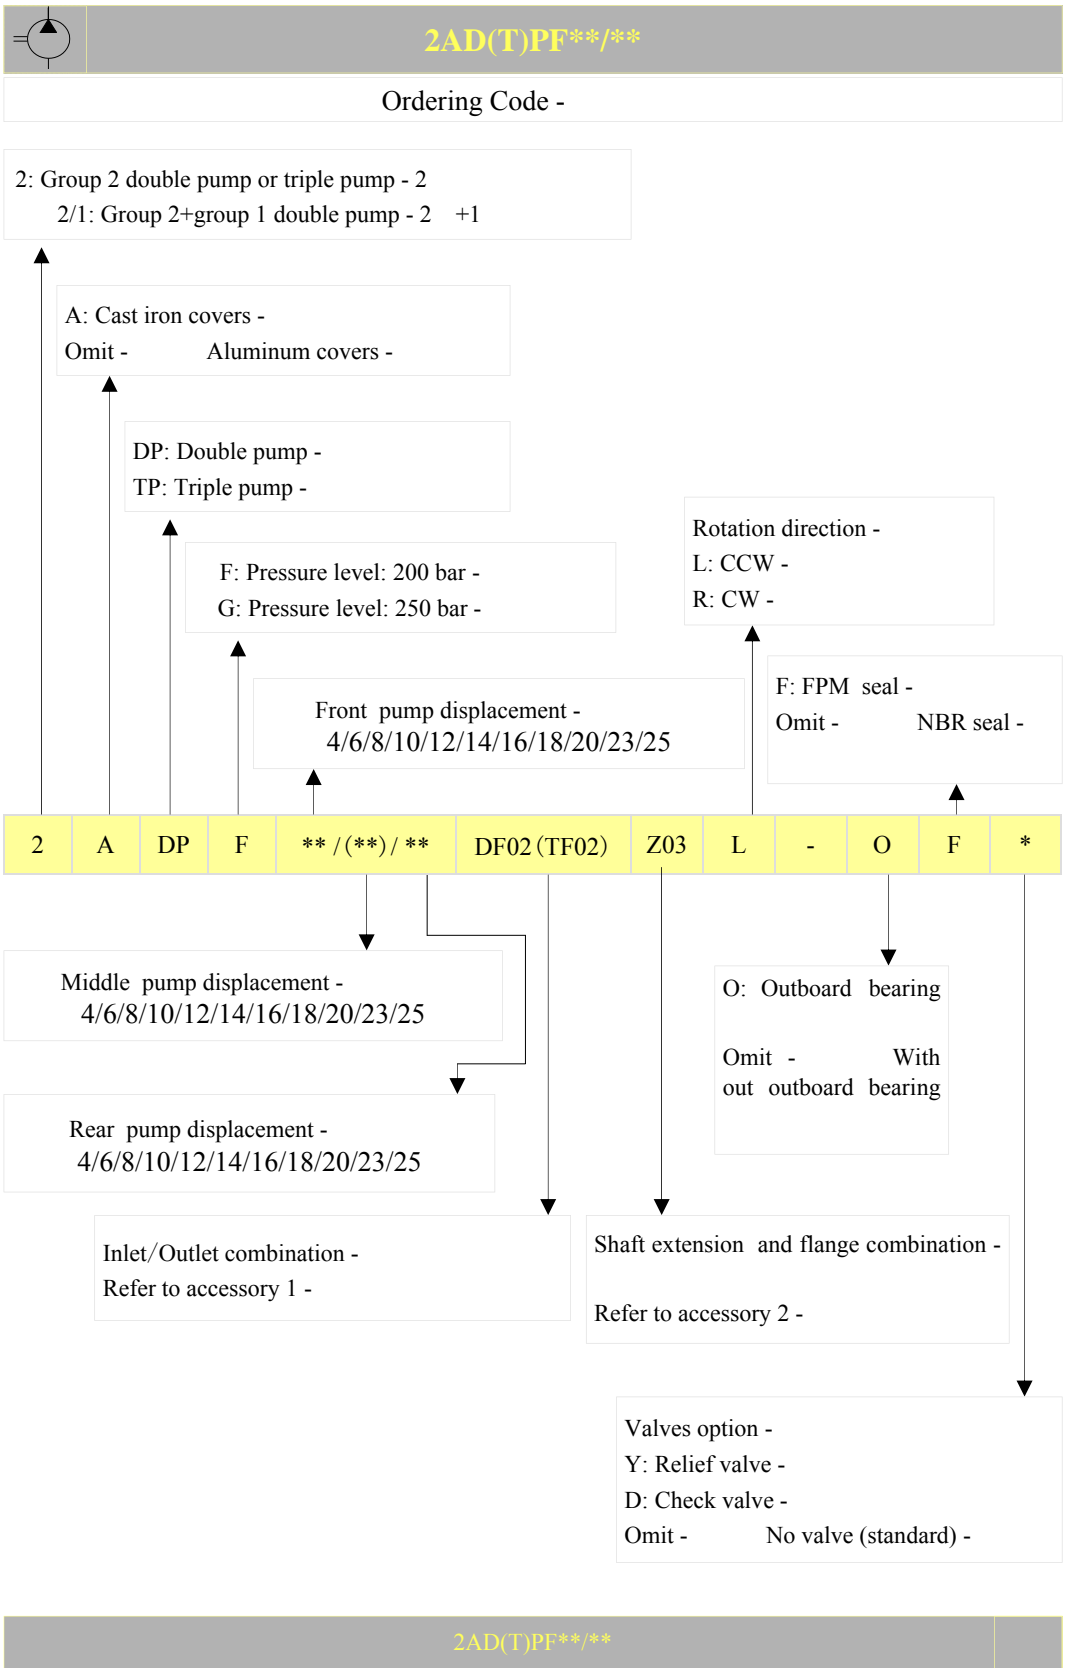 2AD(T)PF**/**
Ordering Code -
2: Group 2 double pump or triple pump - 2
2/1: Group 2+group 1 double pump - 2 +1
A: Cast iron covers -
Omit - Aluminum covers -
DP: Double pump -
TP: Triple pump -
Rotation direction -
L: CCW -
R: CW -
F: Pressure level: 200 bar -
G: Pressure level: 250 bar -
F: FPM seal -
Omit - NBR seal -
Front pump displacement -
4/6/8/10/12/14/16/18/20/23/25
2 A DP F ** /(**)/ ** DF02(TF02) Z03 L - O F *
Middle pump displacement -
4/6/8/10/12/14/16/18/20/23/25
O: Outboard bearing
Omit - With
out outboard bearing
Rear pump displacement -
4/6/8/10/12/14/16/18/20/23/25
Inlet/Outlet combination -
Refer to accessory 1 -
Shaft extension and flange combination -
Refer to accessory 2 -
Valves option -
Y: Relief valve -
D: Check valve -
Omit - No valve (standard) -
2AD(T)PF**/**